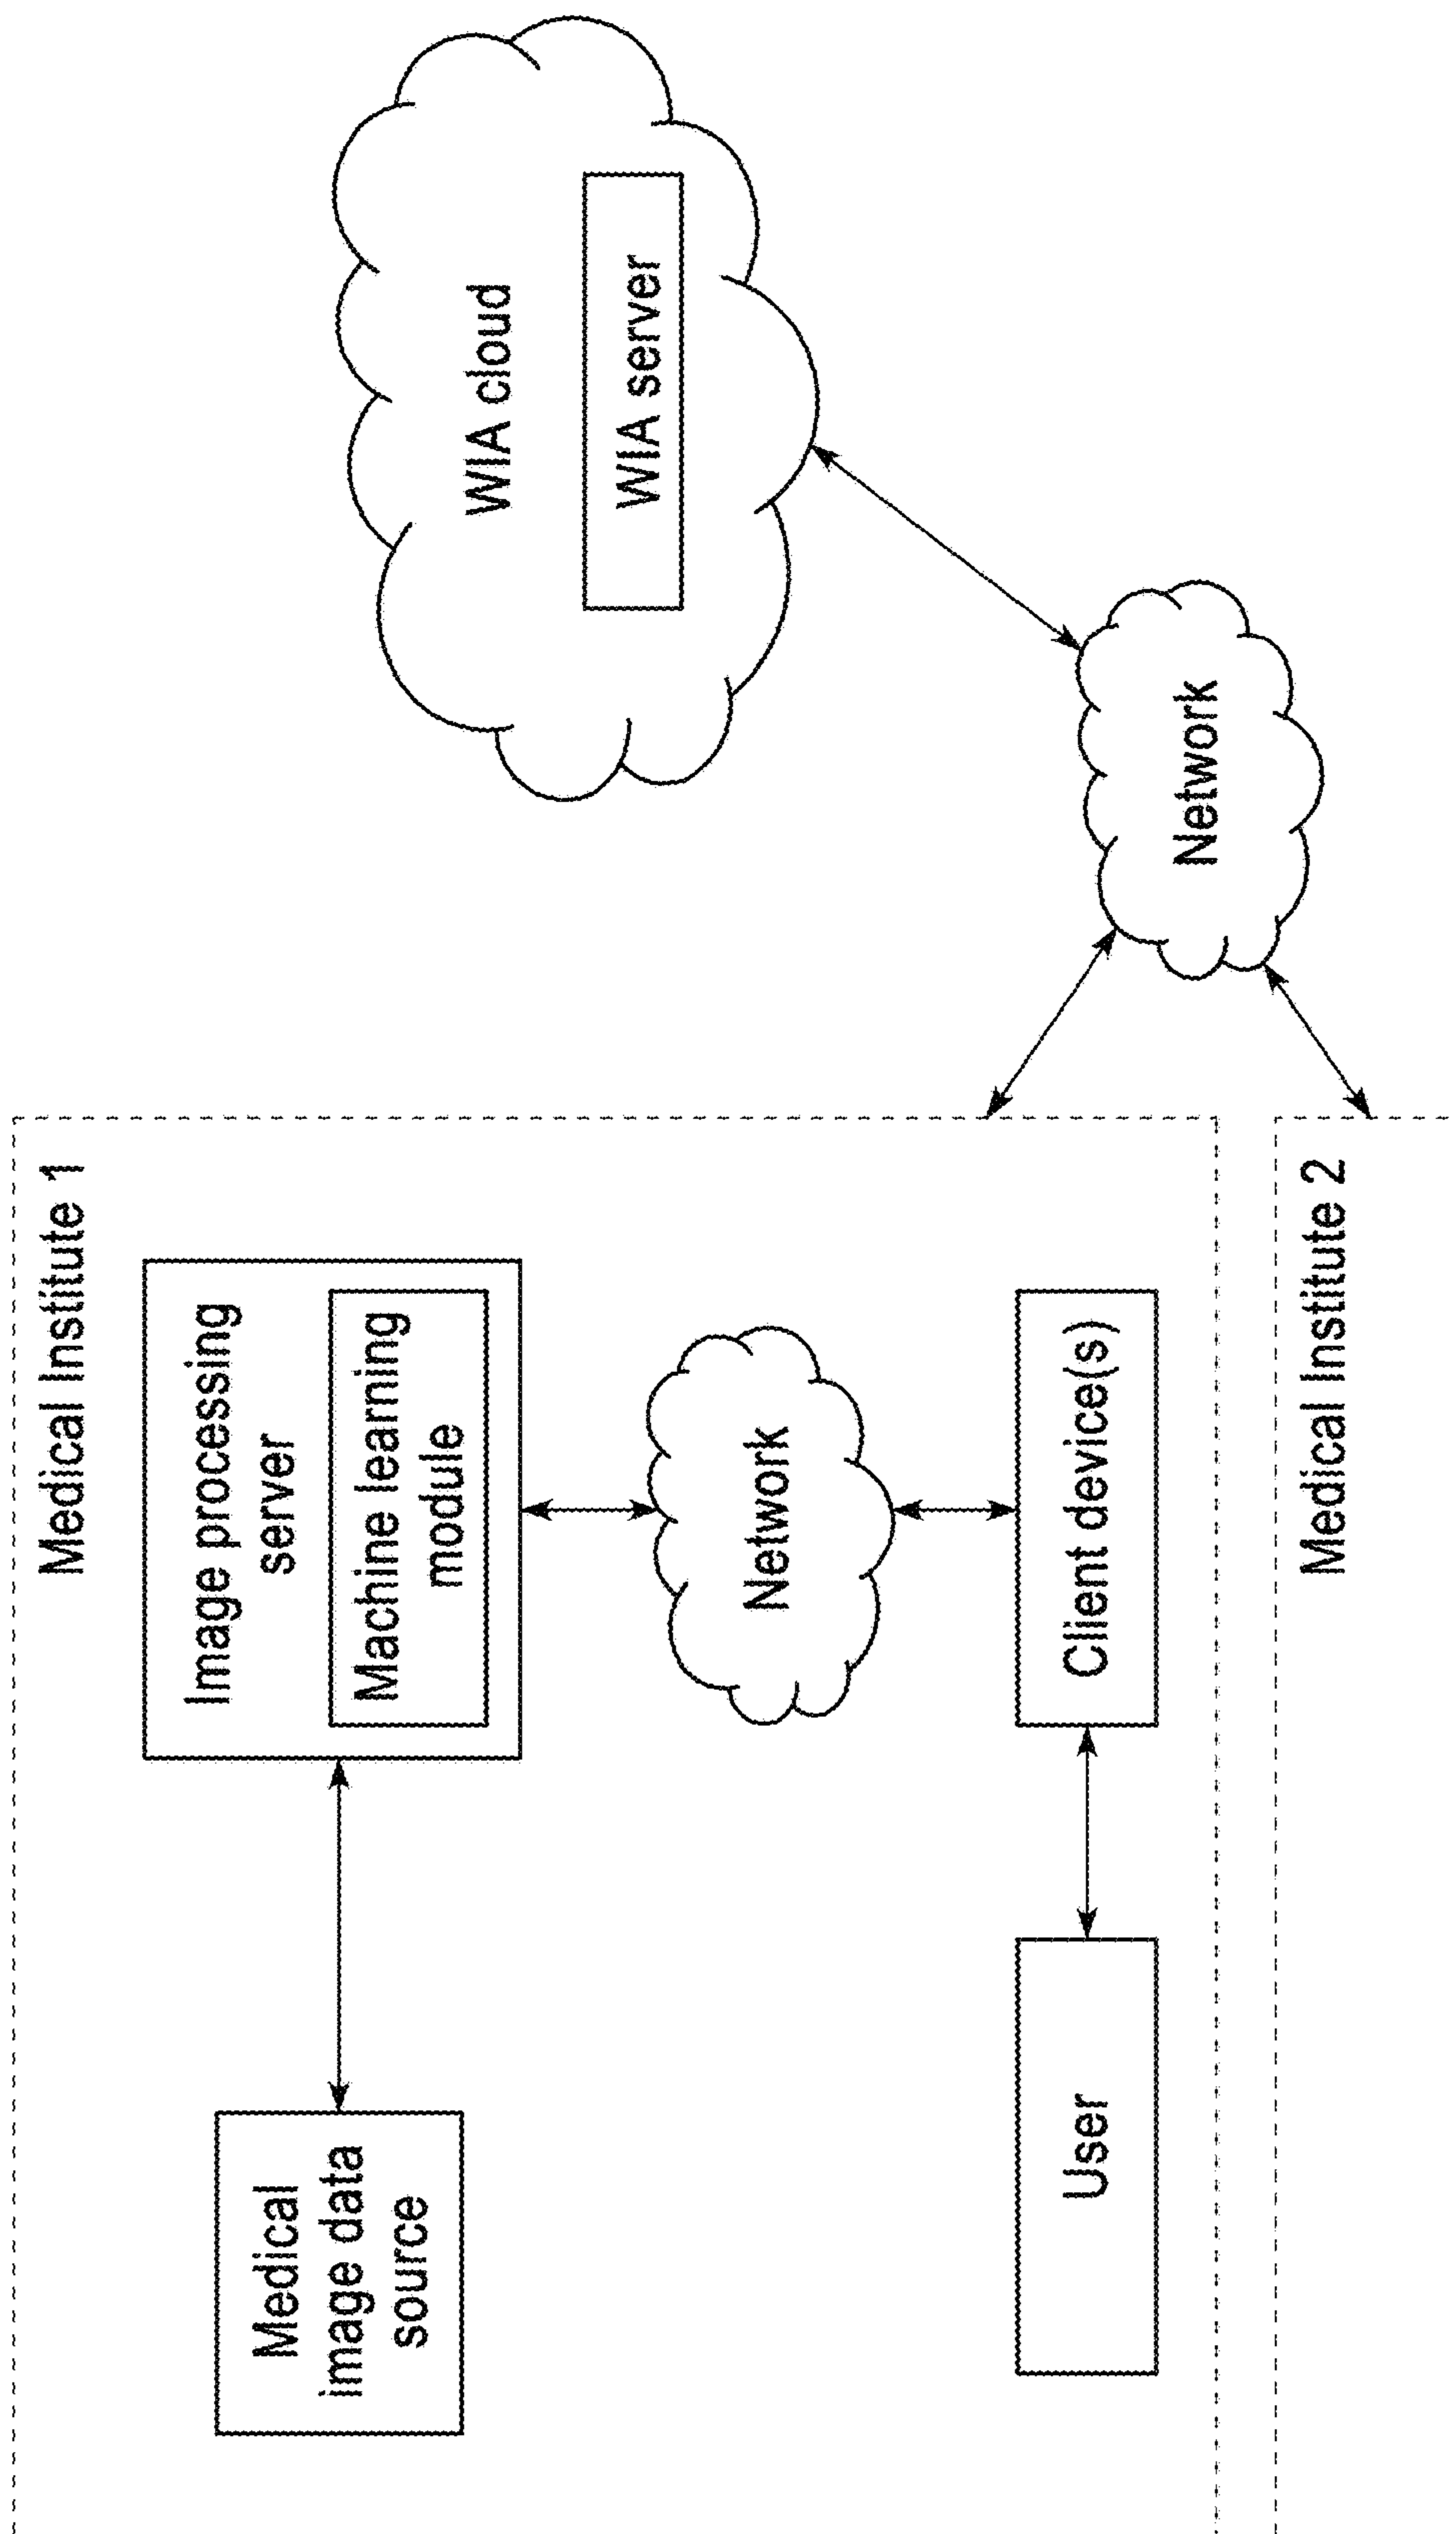 Medical Institute 1
Medical
image data
source
Image processing
server
Machine learning
module
WIA cloud
WIA server
Network
User
Client device(s)
Network
Medical Institute 2